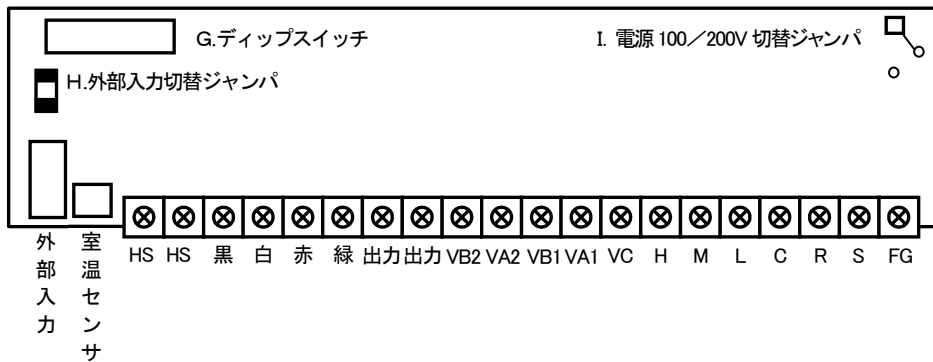 G.ディップスイッチ
I. 電源 100／200V 切替ジャンパ
H.外部入力切替ジャンパ
外部入力
室温センサ
HS HS 黒 白 赤 緑 出力 出力 VB2 VA2 VB1 VA1 VC H M L C R S FG